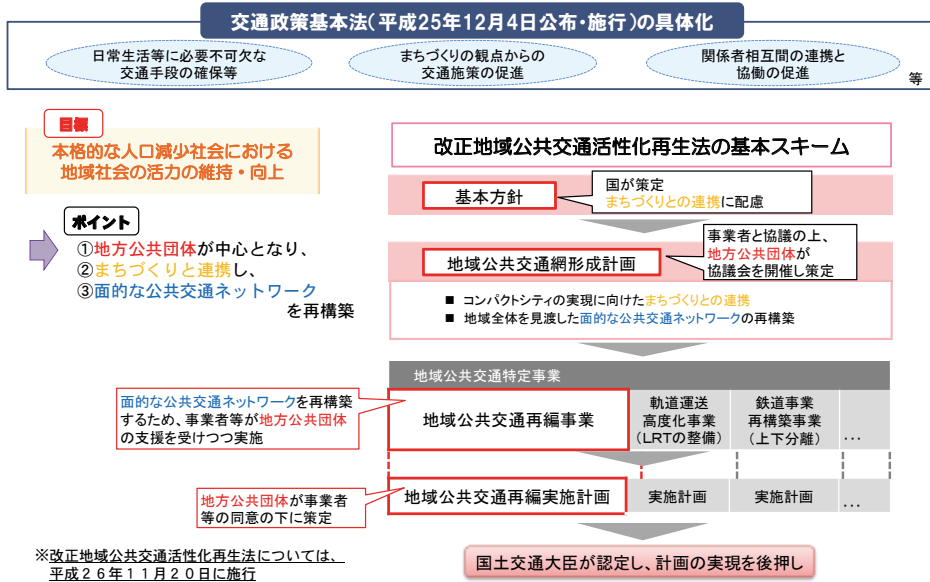 交通政策基本法(平成25年12月4日公布・施行)の具体化
日常生活等に必要不可欠な
交通手段の確保等
まちづくりの観点からの
交通施策の促進
関係者相互間の連携と
協働の促進
等
目標
本格的な人口減少社会における
地域社会の活力の維持・向上
ポイント
①地方公共団体が中心となり、
②まちづくりと連携し、
③面的な公共交通ネットワーク
を再構築
改正地域公共交通活性化再生法の基本スキーム
基本方針
国が策定
まちづくりとの連携に配慮
地域公共交通網形成計画
事業者と協議の上、
地方公共団体が
協議会を開催し策定
■ コンパクトシティの実現に向けたまちづくりとの連携
■ 地域全体を見渡した面的な公共交通ネットワークの再構築
地域公共交通特定事業
面的な公共交通ネットワークを再構築
するため、事業者等が地方公共団体
の支援を受けつつ実施
地域公共交通再編事業
軌道運送
高度化事業
(LRTの整備)
鉄道事業
再構築事業
(上下分離)
...
地方公共団体が事業者
等の同意の下に策定
地域公共交通再編実施計画
実施計画
実施計画
...
国土交通大臣が認定し、計画の実現を後押し
※改正地域公共交通活性化再生法については、
平成26年11月20日に施行